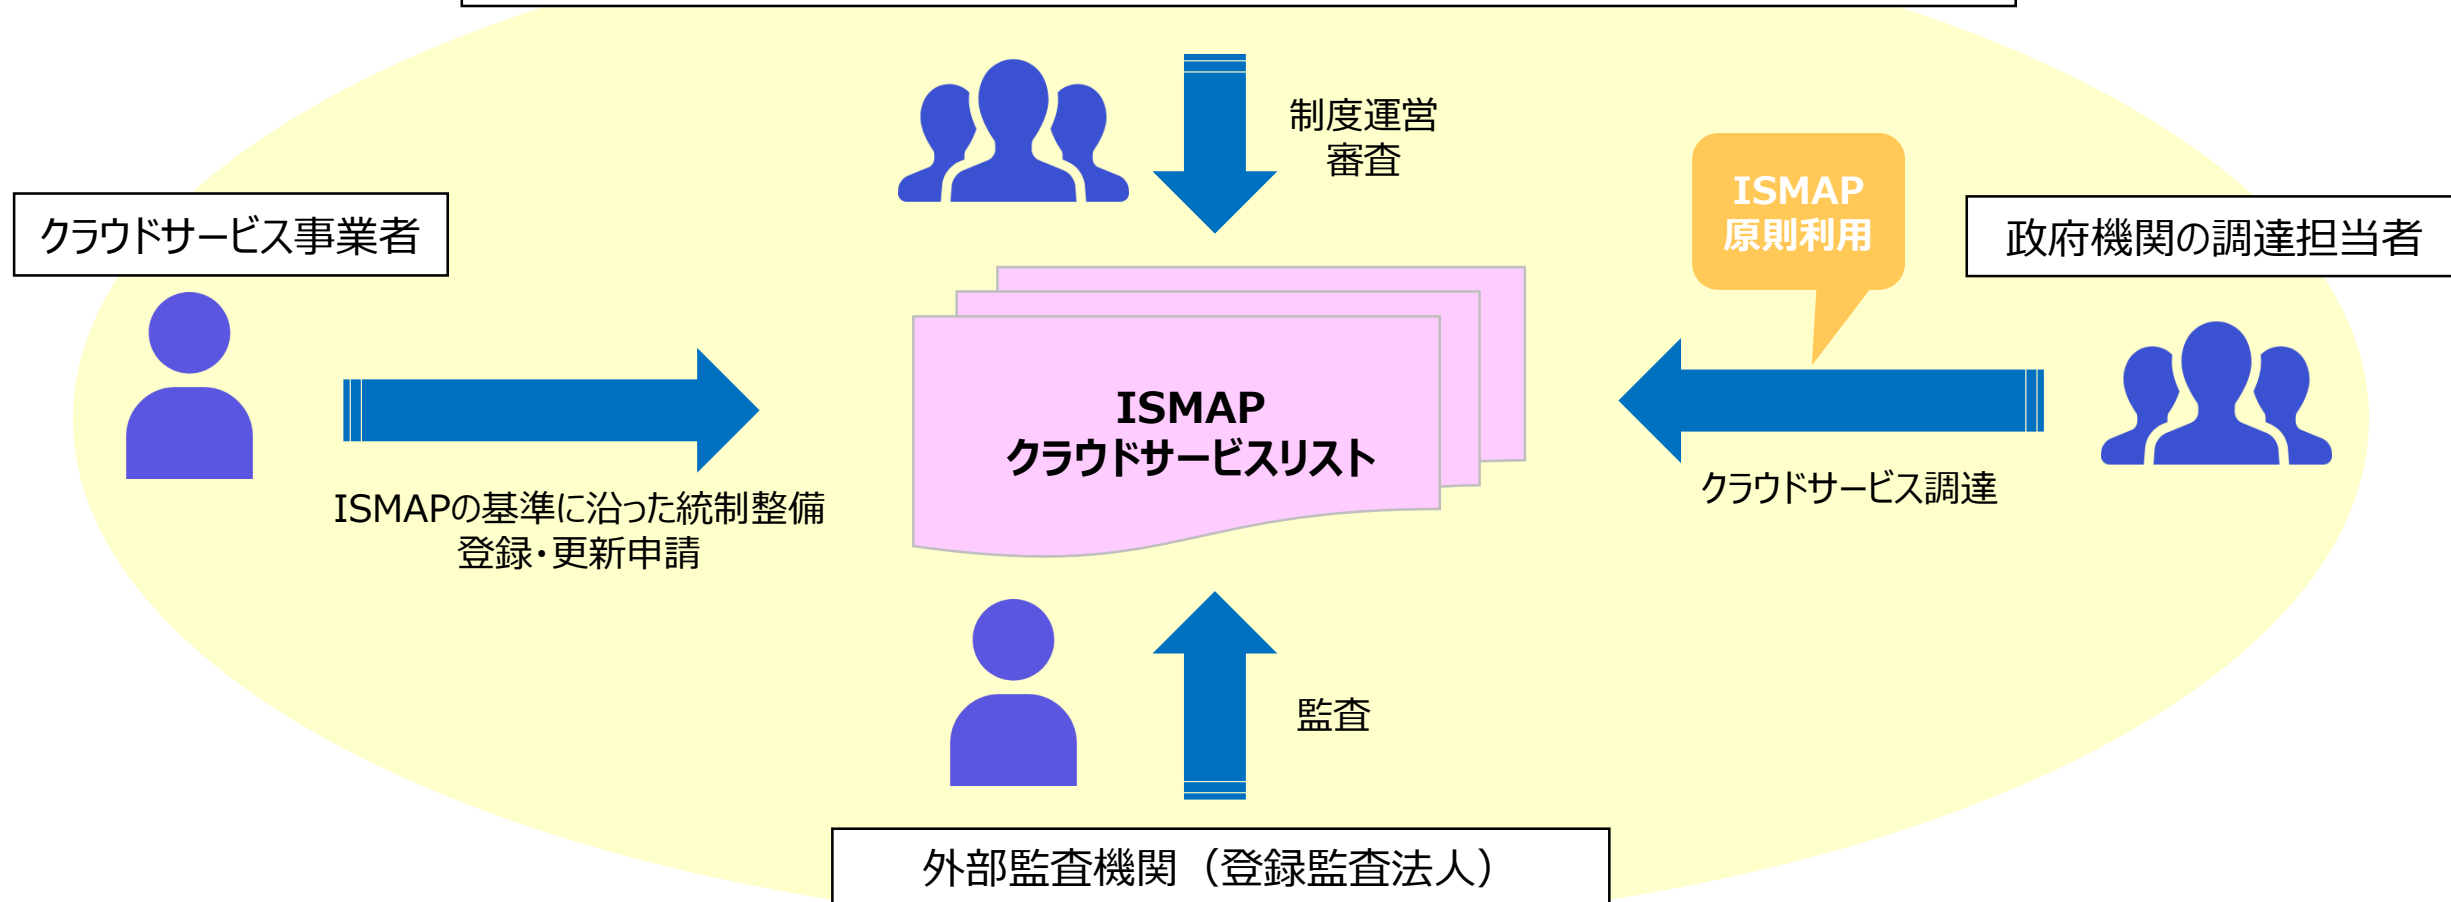 制度運営
審査
ISMAP
原則利用
クラウドサービス事業者
政府機関の調達担当者
ISMAP
クラウドサービスリスト
ISMAPの基準に沿った統制整備
登録・更新申請
クラウドサービス調達
監査
外部監査機関（登録監査法人）